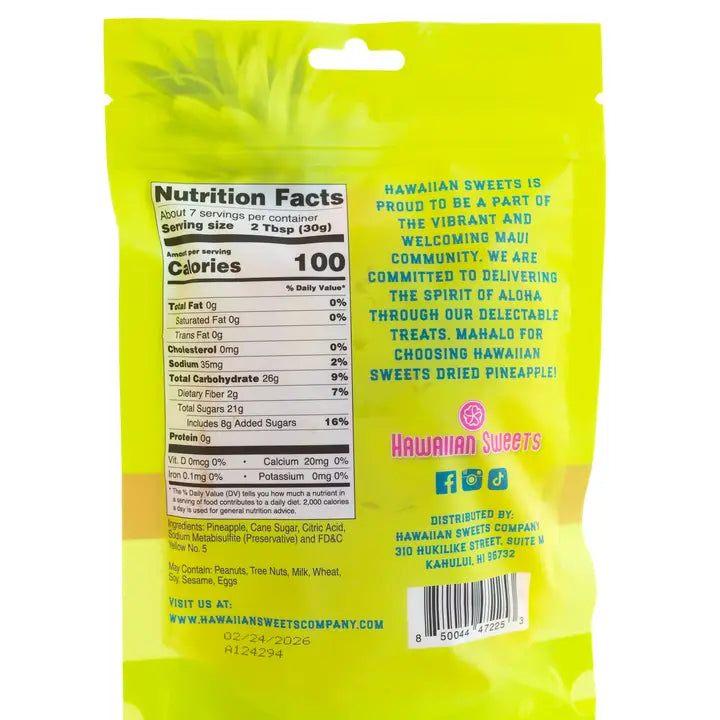 Nutrition Facts
About 7 servings per container
Serving size 2 Tbsp (30g)
Amount per serving
Calories 100
% Daily Value*
Total Fat 0g 0%
Saturated Fat 0g 0%
Trans Fat 0g
Cholesterol 0mg 0%
Sodium 35mg 2%
Total Carbohydrate 26g 9%
Dietary Fiber 2g 7%
Total Sugars 21g
Includes 8g Added Sugars 16%
Protein 0g
Vit. D 0mcg 0% • Calcium 20mg 0%
Iron 0.1mg 0% • Potassium 0mg 0%
* The % Daily Value (DV) tells you how much a nutrient in
a serving of food contributes to a daily diet. 2,000 calories
a day is used for general nutrition advice.
Ingredients: Pineapple, Cane Sugar, Citric Acid,
Sodium Metabisulfite (Preservative) and FD&C
Yellow No. 5
May Contain: Peanuts, Tree Nuts, Milk, Wheat,
Soy, Sesame, Eggs
VISIT US AT:
WWW.HAWAIIANSWEETSCOMPANY.COM
02/24/2026
A124294
HAWAIIAN SWEETS IS
PROUD TO BE A PART OF
THE VIBRANT AND
WELCOMING MAUI
COMMUNITY. WE ARE
COMMITTED TO DELIVERING
THE SPIRIT OF ALOHA
THROUGH OUR DELECTABLE
TREATS. MAHALO FOR
CHOOSING HAWAIIAN
SWEETS DRIED PINEAPPLE!
HAWAIIAN SWEETS
DISTRIBUTED BY:
HAWAIIAN SWEETS COMPANY
310 HUKILIKE STREET, SUITE M
KAHULUI, HI 96732
8 50044 47225 3